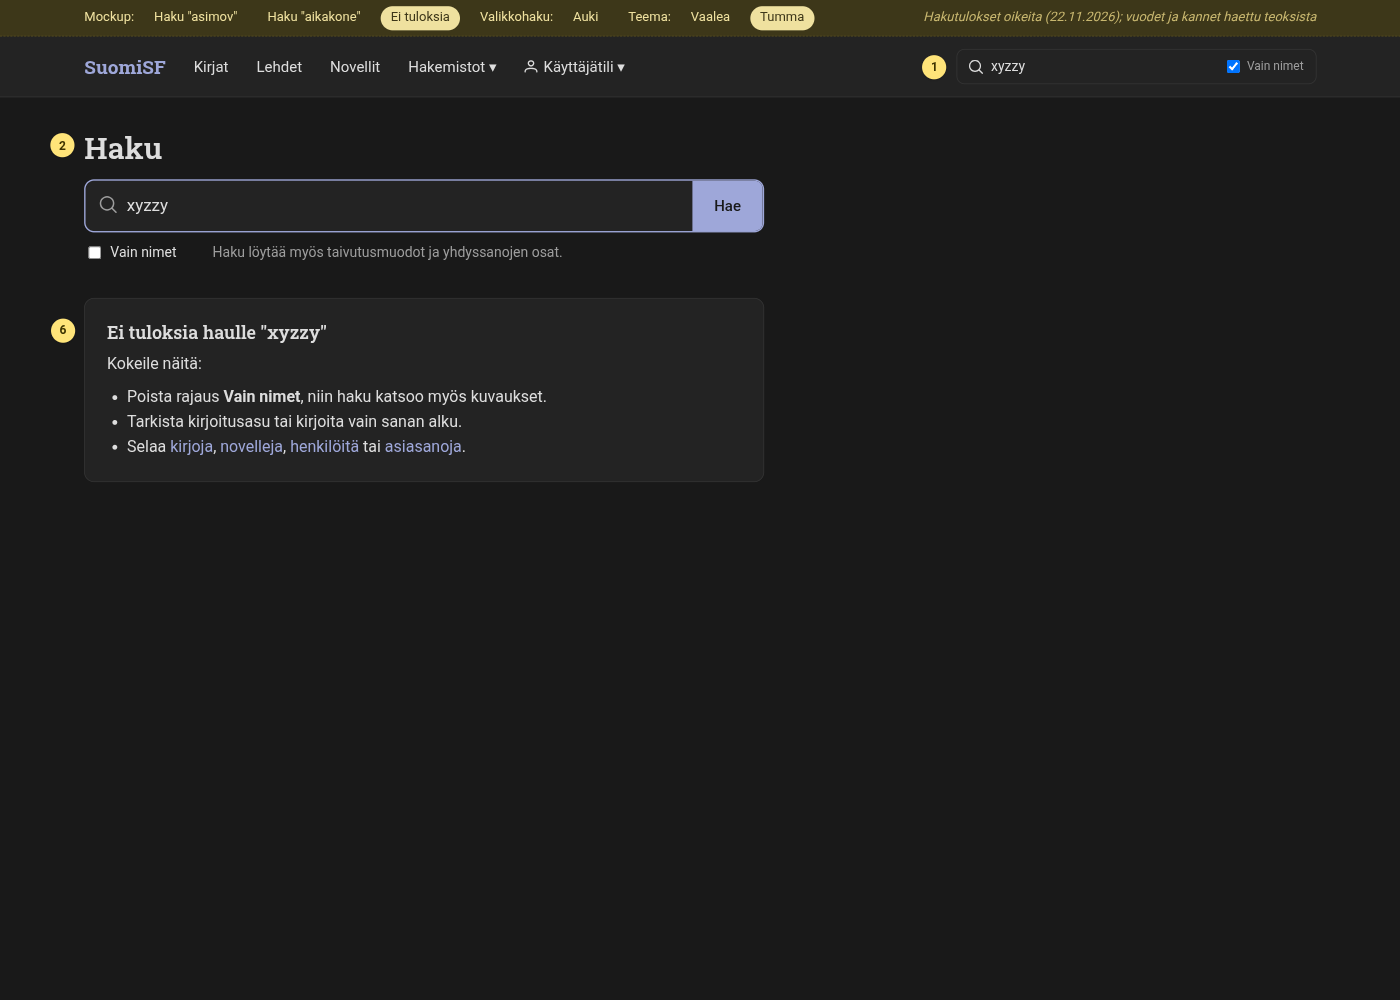 Mockup: Haku "asimov" Haku "aikakone" Ei tuloksia Valikkohaku: Auki Teema: Vaalea Tumma Hakutulokset oikeita (22.11.2026); vuodet ja kannet haettu teoksista
SuomiSF Kirjat Lehdet Novellit Hakemistot ▾ Käyttäjätili ▾ 1 xyzzy Vain nimet
2 Haku
xyzzy Hae
Vain nimet Haku löytää myös taivutusmuodot ja yhdyssanojen osat.
6 Ei tuloksia haulle "xyzzy"
Kokeile näitä:
• Poista rajaus Vain nimet, niin haku katsoo myös kuvaukset.
• Tarkista kirjoitusasu tai kirjoita vain sanan alku.
• Selaa kirjoja, novelleja, henkilöitä tai asiasanoja.